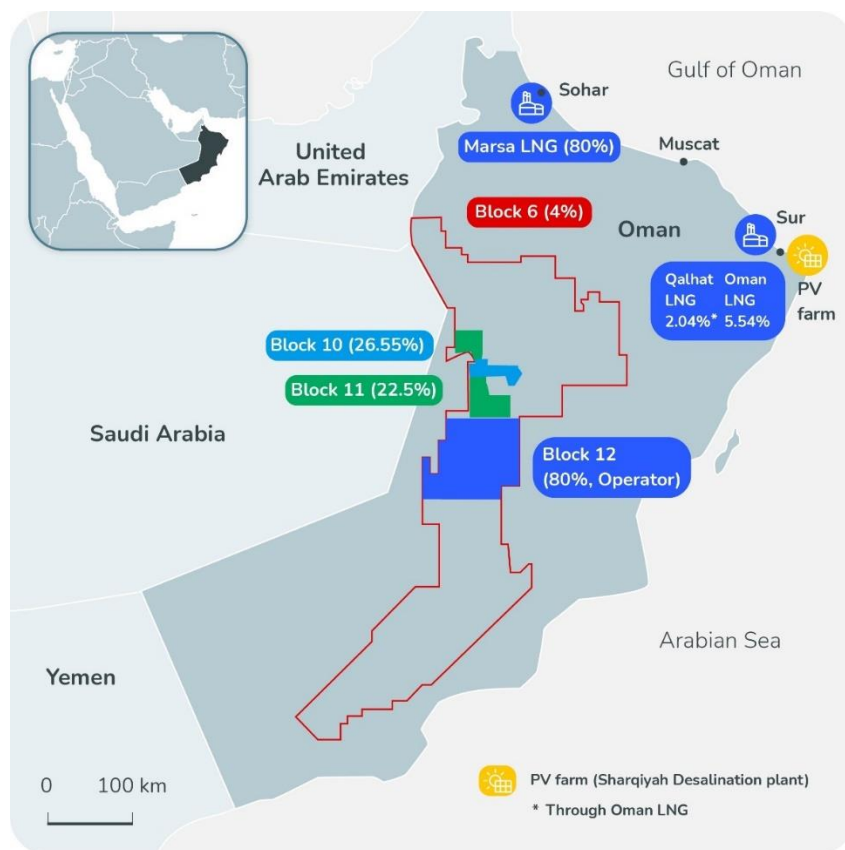 Gulf of Oman
Sohar
Marsa LNG (80%)
United
Arab Emirates
Muscat
Block 6 (4%)
Oman
Sur
Qalhat Oman
LNG LNG
2.04%* 5.54%
PV
farm
Block 10 (26.55%)
Block 11 (22.5%)
Saudi Arabia
Block 12
(80%, Operator)
Arabian Sea
Yemen
0 100 km
PV farm (Sharqiyah Desalination plant)
* Through Oman LNG